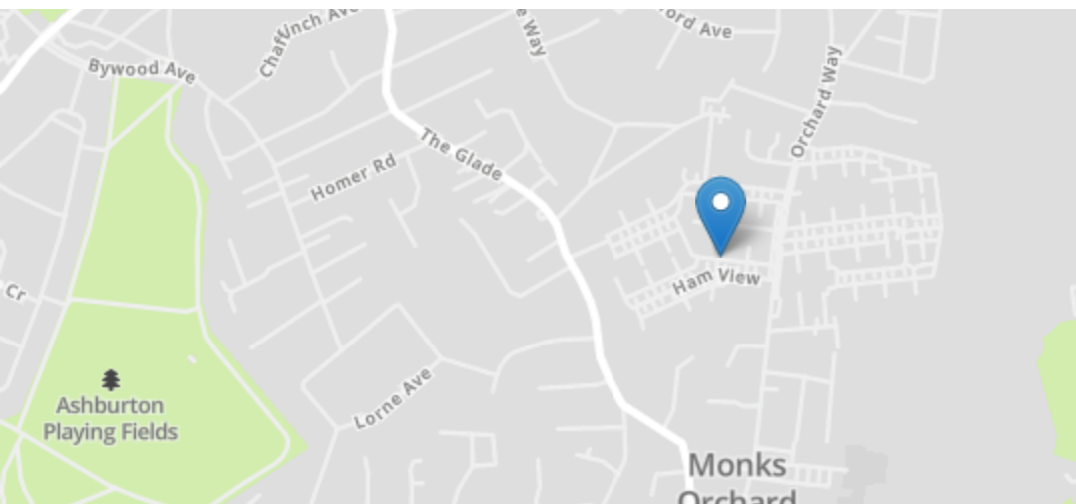 Chaffinch Ave
e Way
ord Ave
Bywood Ave
Orchard Way
The Glade
Homer Rd
Ham View
Cr
Lorne Ave
Ashburton
Playing Fields
Monks
Orchard